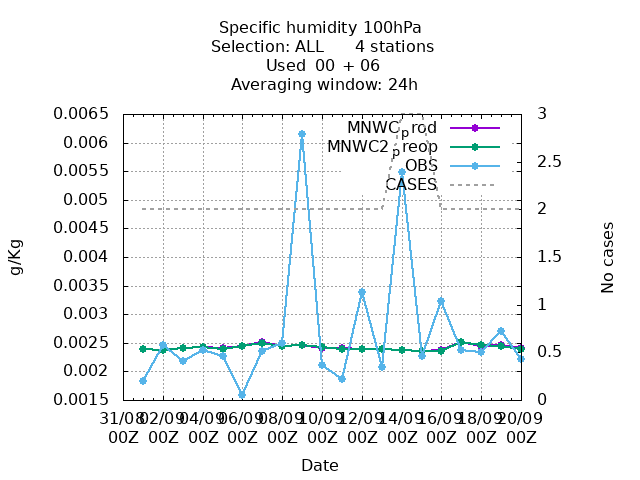 Specific humidity 100hPa
Selection: ALL 4 stations
Used 00 + 06
Averaging window: 24h
g/Kg
0.0065
0.006
0.0055
0.005
0.0045
0.004
0.0035
0.003
0.0025
0.002
0.0015
MNWCprod
MNWC2preop
OBS
CASES
3
2.5
2
1.5
1
0.5
0
No cases
31/08 02/09 04/09 06/09 08/09 10/09 12/09 14/09 16/09 18/09 20/09
00Z 00Z 00Z 00Z 00Z 00Z 00Z 00Z 00Z 00Z 00Z
Date